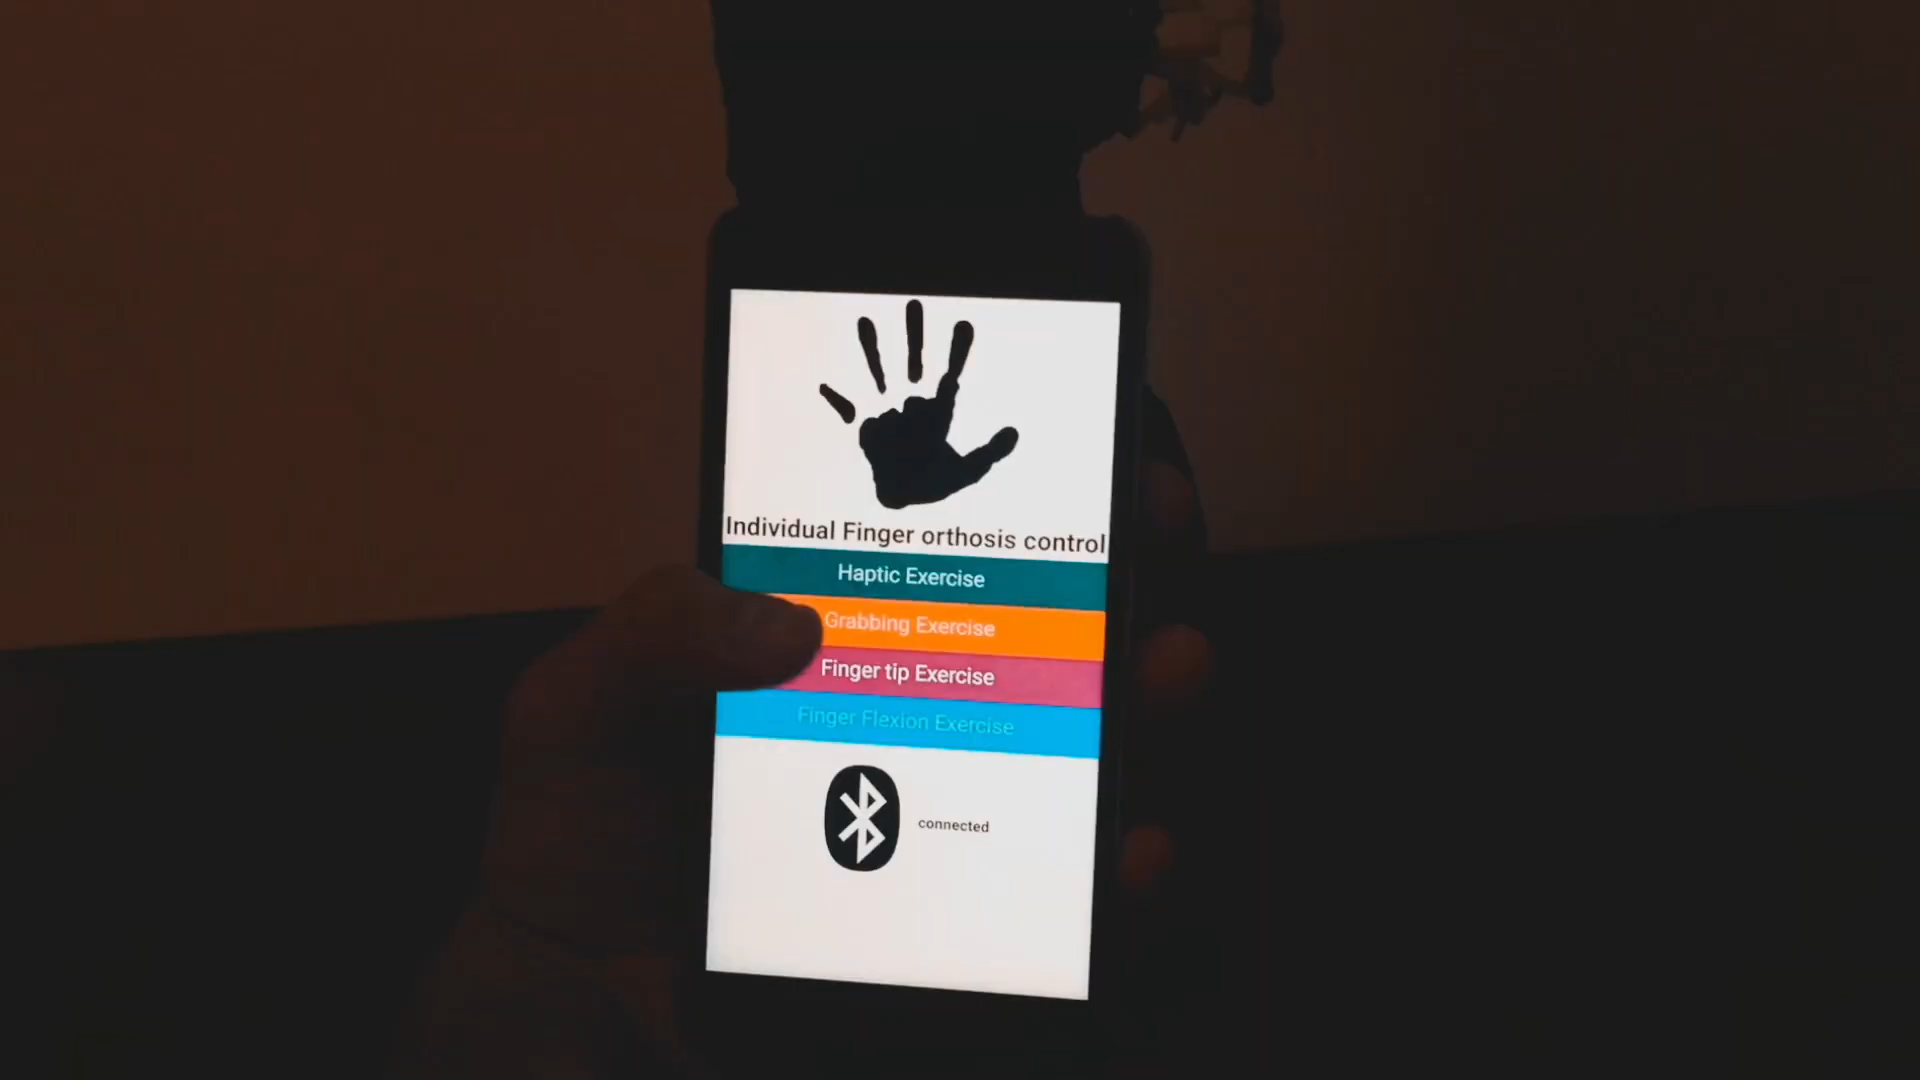 Individual Finger orthosis control
Haptic Exercise
Grabbing Exercise
Finger tip Exercise
Finger Flexion Exercise
connected